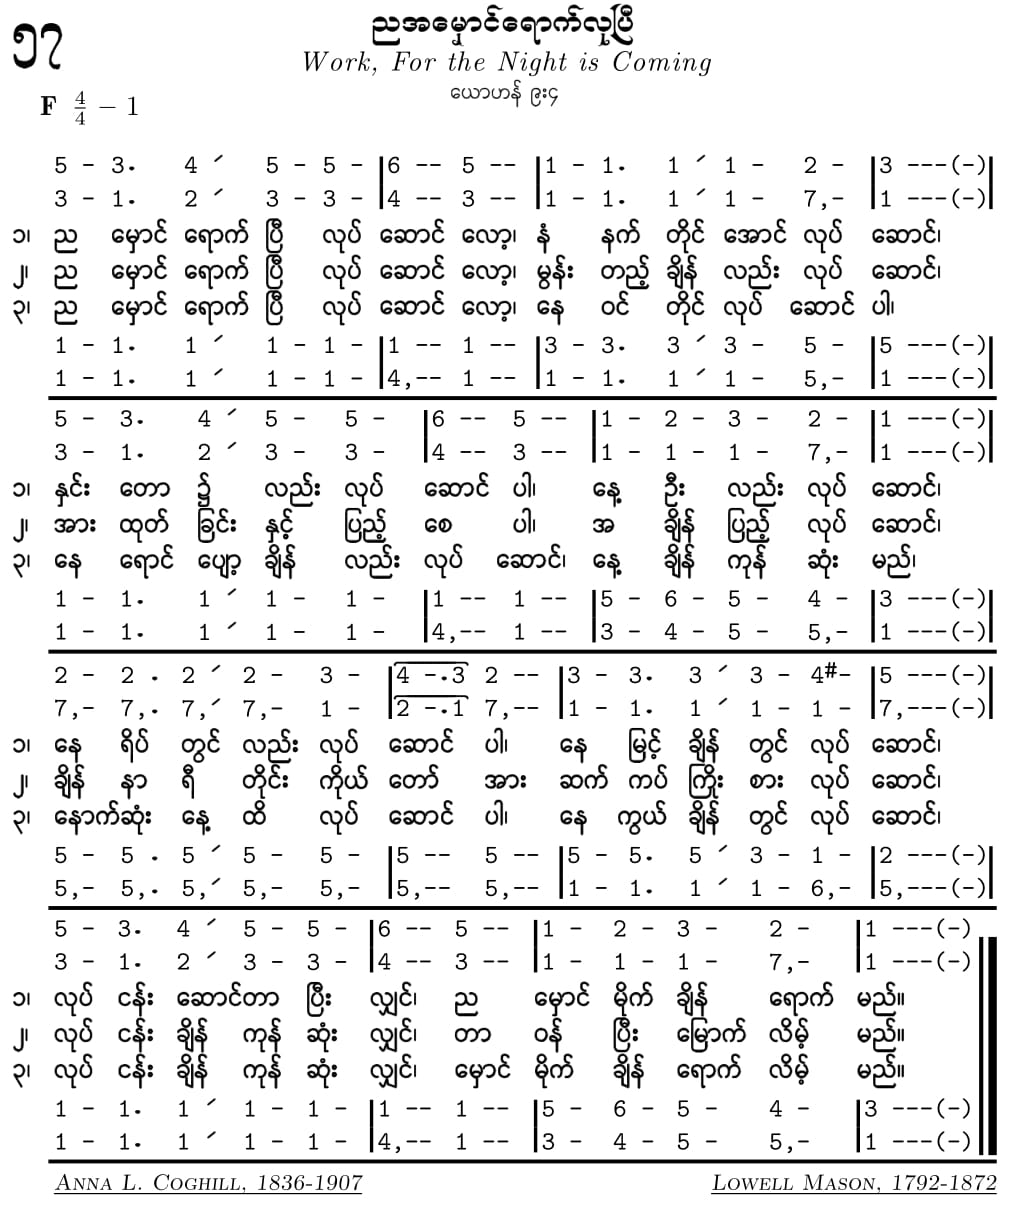 ၅၇
ညအမှောင်ရောက်လုပြီ
Work, For the Night is Coming
ယောဟန် ၉း၄
F 4/4 – 1
5 – 3. 4 ′ 5 – 5 – |6 –– 5 –– |1 – 1. 1 ′ 1 – 2 – |3 –––(–)|
3 – 1. 2 ′ 3 – 3 – |4 –– 3 –– |1 – 1. 1 ′ 1 – 7,– |1 –––(–)|
၁၊ ည မှောင် ရောက် ပြီ လုပ် ဆောင် လော့၊ နံ နက် တိုင် အောင် လုပ် ဆောင်၊
၂၊ ည မှောင် ရောက် ပြီ လုပ် ဆောင် လော့၊ မွန်း တည့် ချိန် လည်း လုပ် ဆောင်၊
၃၊ ည မှောင် ရောက် ပြီ လုပ် ဆောင် လော့၊ နေ ဝင် တိုင် လုပ် ဆောင် ပါ၊
1 – 1. 1 ′ 1 – 1 – |1 –– 1 –– |3 – 3. 3 ′ 3 – 5 – |5 –––(–)|
1 – 1. 1 ′ 1 – 1 – |4,–– 1 –– |1 – 1. 1 ′ 1 – 5,– |1 –––(–)|
5 – 3. 4 ′ 5 – 5 – |6 –– 5 –– |1 – 2 – 3 – 2 – |1 –––(–)|
3 – 1. 2 ′ 3 – 3 – |4 –– 3 –– |1 – 1 – 1 – 7,– |1 –––(–)|
၁၊ နှင်း တော ၌ လည်း လုပ် ဆောင် ပါ၊ နေ့ ဦး လည်း လုပ် ဆောင်၊
၂၊ အား ထုတ် ခြင်း နှင့် ပြည့် စေ ပါ၊ အ ချိန် ပြည့် လုပ် ဆောင်၊
၃၊ နေ ရောင် ပျော့ ချိန် လည်း လုပ် ဆောင်၊ နေ့ ချိန် ကုန် ဆုံး မည်၊
1 – 1. 1 ′ 1 – 1 – |1 –– 1 –– |5 – 6 – 5 – 4 – |3 –––(–)|
1 – 1. 1 ′ 1 – 1 – |4,–– 1 –– |3 – 4 – 5 – 5,– |1 –––(–)|
2 – 2 . 2 ′ 2 – 3 – |4 –.3 2 –– |3 – 3. 3 ′ 3 – 4#– |5 –––(–)|
7,– 7,. 7,′ 7,– 1 – |2 –.1 7,–– |1 – 1. 1 ′ 1 – 1 – |7,–––(–)|
၁၊ နေ ရိပ် တွင် လည်း လုပ် ဆောင် ပါ၊ နေ မြင့် ချိန် တွင် လုပ် ဆောင်၊
၂၊ ချိန် နာ ရီ တိုင်း ကိုယ် တော် အား ဆက် ကပ် ကြိုး စား လုပ် ဆောင်၊
၃၊ နောက်ဆုံး နေ့ ထိ လုပ် ဆောင် ပါ၊ နေ ကွယ် ချိန် တွင် လုပ် ဆောင်၊
5 – 5 . 5 ′ 5 – 5 – |5 –– 5 –– |5 – 5. 5 ′ 3 – 1 – |2 –––(–)|
5,– 5,. 5,′ 5,– 5,– |5,–– 5,–– |1 – 1. 1 ′ 1 – 6,– |5,–––(–)|
5 – 3. 4 ′ 5 – 5 – |6 –– 5 –– |1 – 2 – 3 – 2 – |1 –––(–)
3 – 1. 2 ′ 3 – 3 – |4 –– 3 –– |1 – 1 – 1 – 7,– |1 –––(–)
၁၊ လုပ် ငန်း ဆောင်တာ ပြီး လျှင်၊ ည မှောင် မိုက် ချိန် ရောက် မည်။
၂၊ လုပ် ငန်း ချိန် ကုန် ဆုံး လျှင်၊ တာ ဝန် ပြီး မြောက် လိမ့် မည်။
၃၊ လုပ် ငန်း ချိန် ကုန် ဆုံး လျှင်၊ မှောင် မိုက် ချိန် ရောက် လိမ့် မည်။
1 – 1. 1 ′ 1 – 1 – |1 –– 1 –– |5 – 6 – 5 – 4 – |3 –––(–)
1 – 1. 1 ′ 1 – 1 – |4,–– 1 –– |3 – 4 – 5 – 5,– |1 –––(–)
ANNA L. COGHILL, 1836-1907
LOWELL MASON, 1792-1872